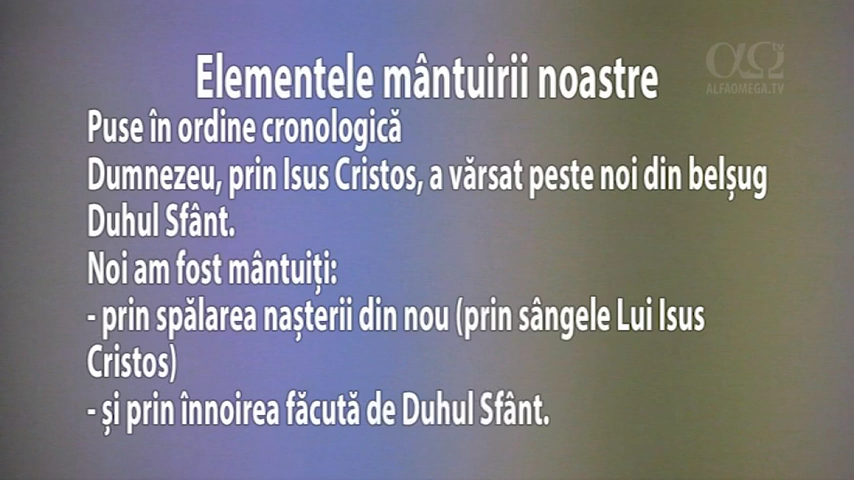 Elementele mântuirii noastre
αΩtv
ALFAOMEGA.TV
Puse în ordine cronologică
Dumnezeu, prin Isus Cristos, a vărsat peste noi din belșug
Duhul Sfânt.
Noi am fost mântuiți:
- prin spălarea nașterii din nou (prin sângele Lui Isus
Cristos)
- și prin înnoirea făcută de Duhul Sfânt.